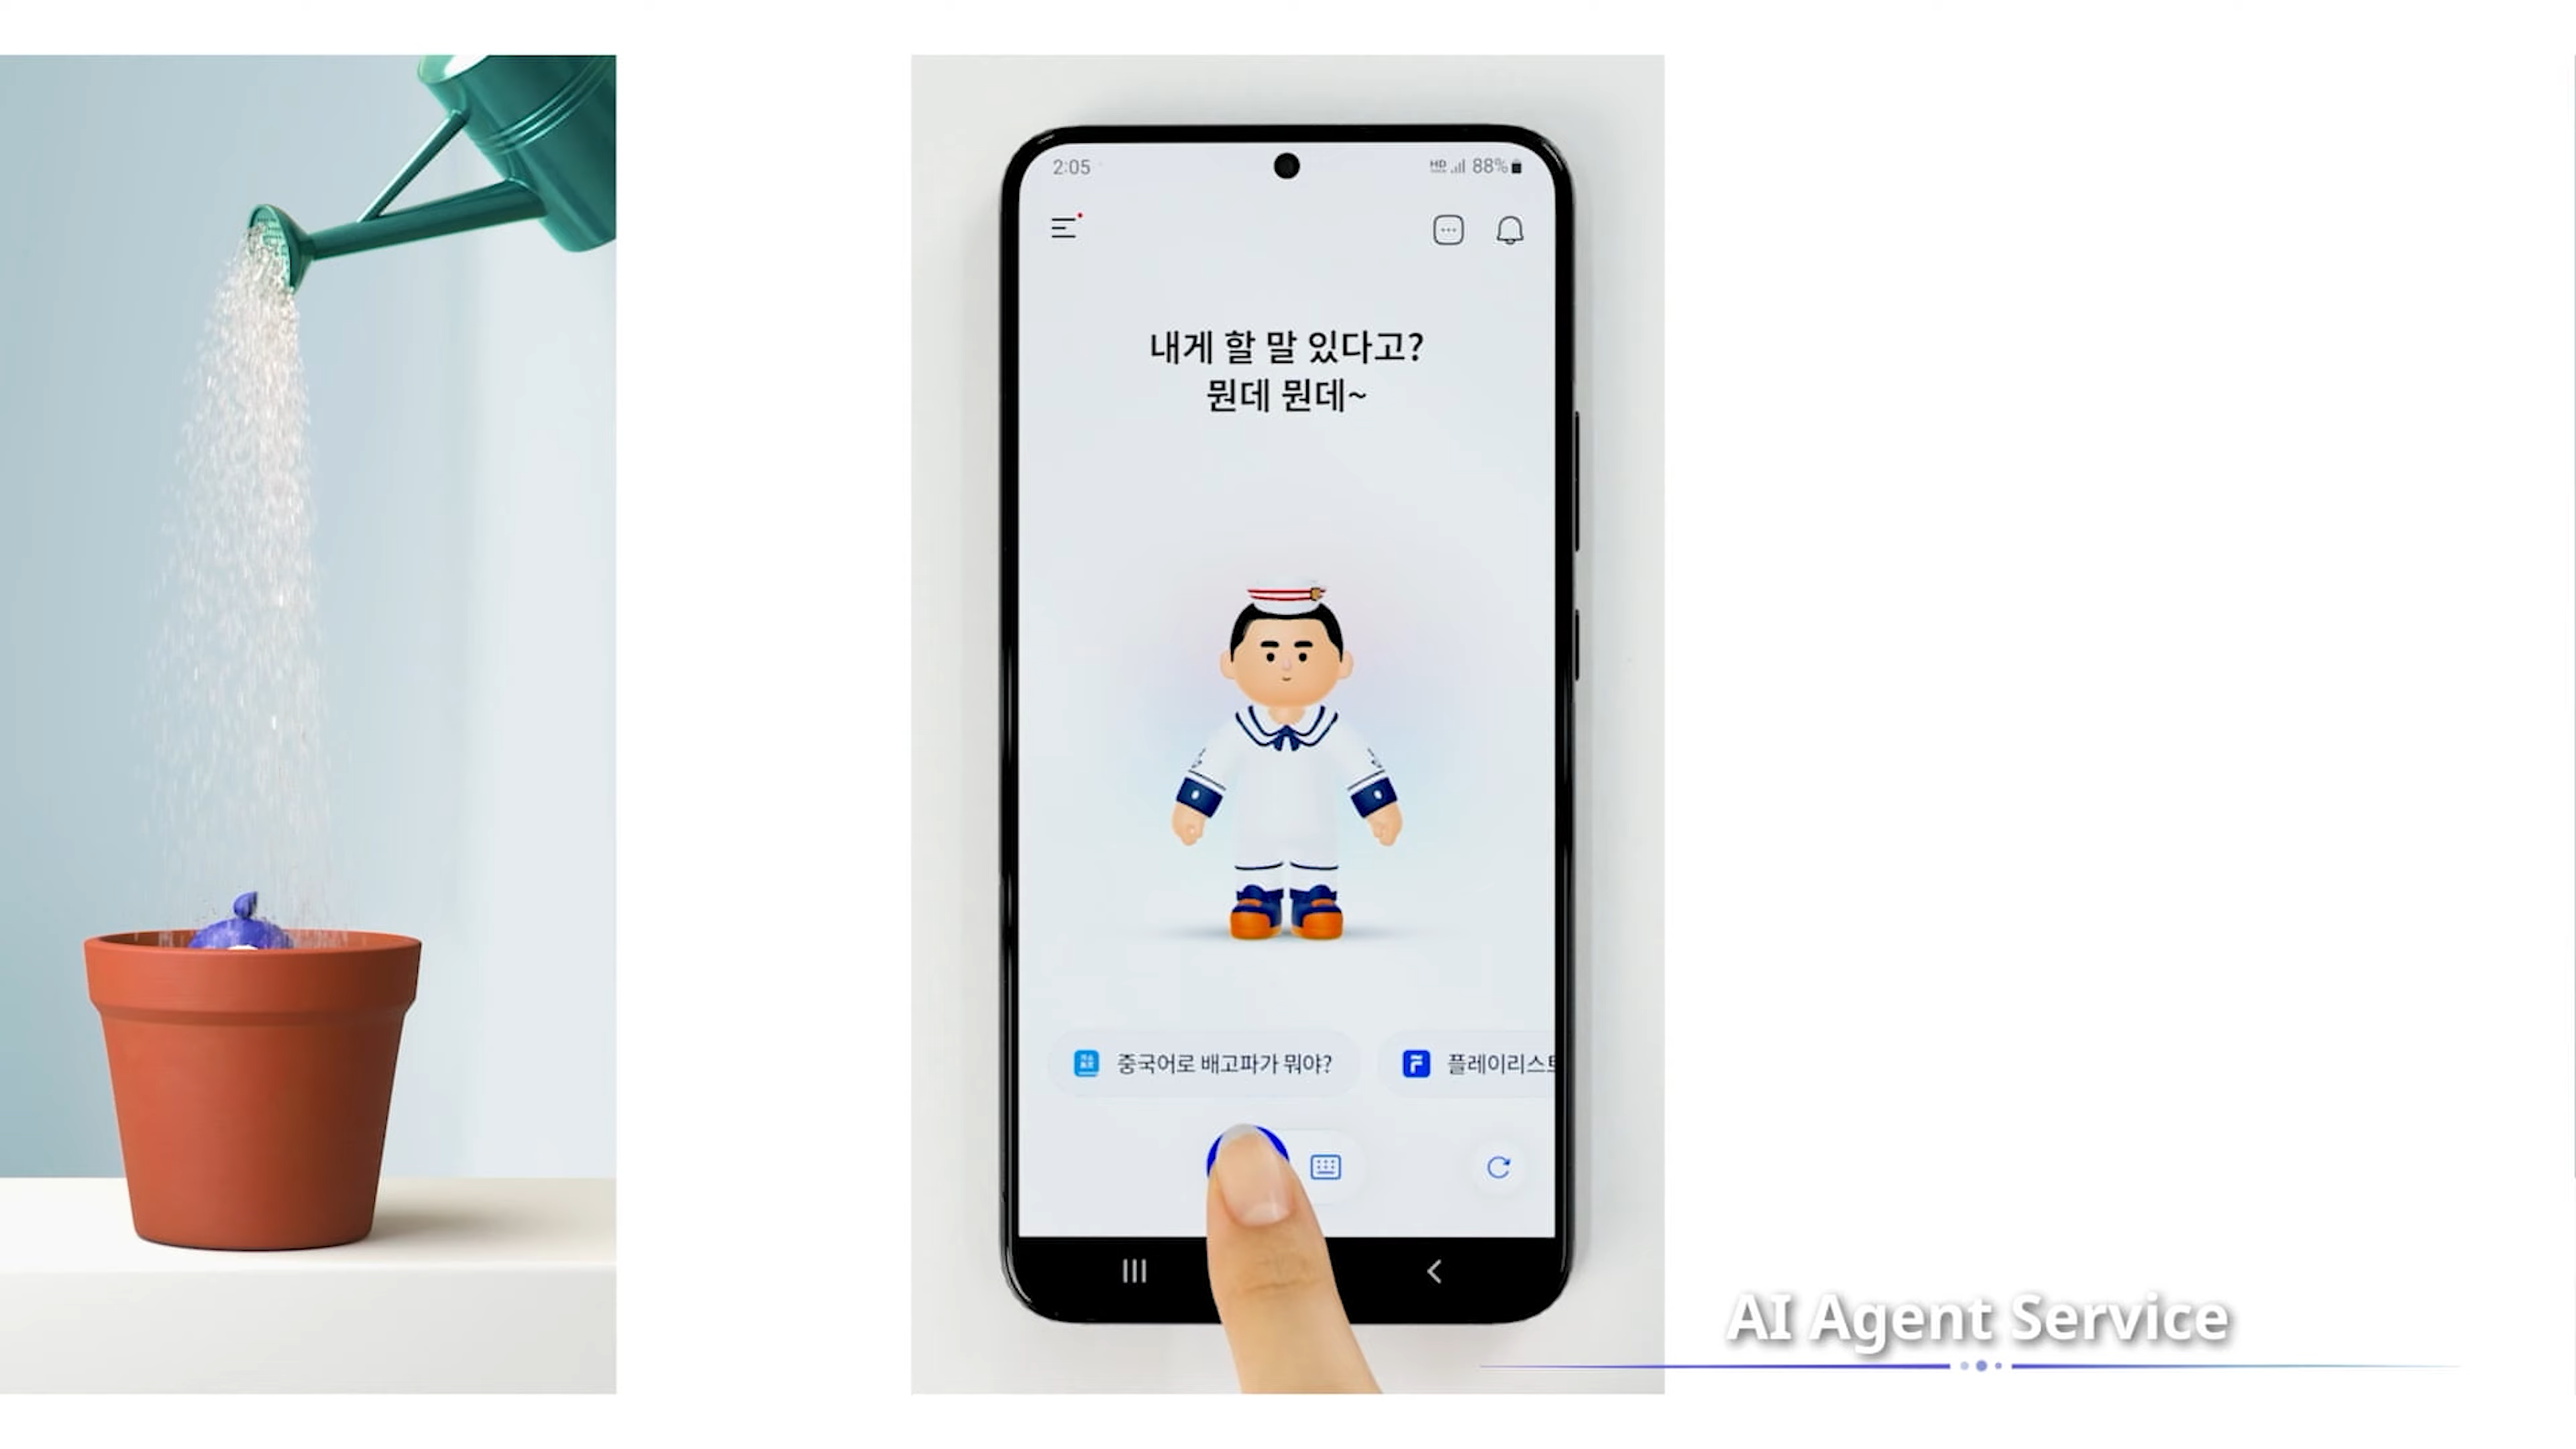 2:05
88%
내게 할 말 있다고?
뭔데 뭔데~
중국어로 배고파가 뭐야?
플레이리스트
AI Agent Service